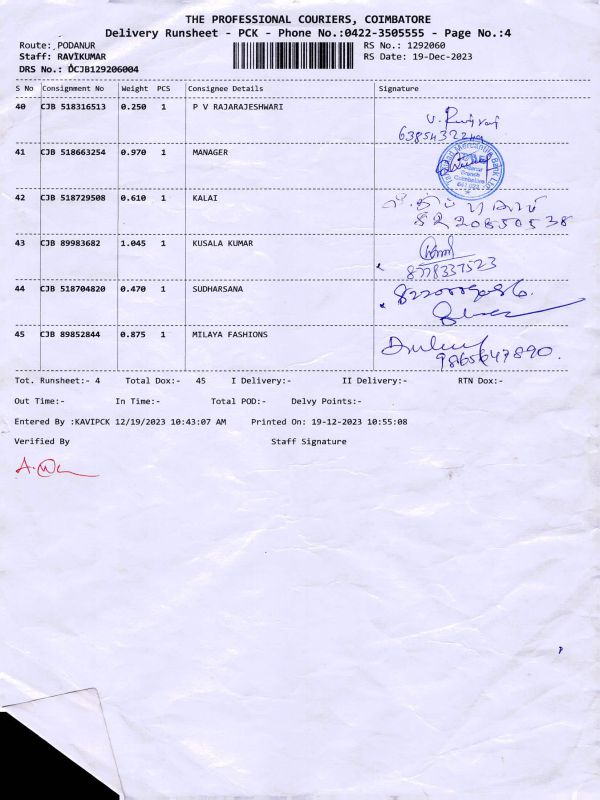 THE PROFESSIONAL COURIERS, COIMBATORE
Delivery Runsheet - PCK - Phone No.:0422-3505555 - Page No.:4
Route: PODANUR RS No.: 1292060
Staff: RAVIKUMAR RS Date: 19-Dec-2023
DRS No.: DCJB129206004
S No Consignment No Weight PCS Consignee Details Signature
40 CJB 518316513 0.250 1 P V RAJARAJESHWARI
41 CJB 518663254 0.970 1 MANAGER
42 CJB 518729508 0.610 1 KALAI
8220850538
43 CJB 89983682 1.045 1 KUSALA KUMAR
8778337523
44 CJB 518704820 0.470 1 SUDHARSANA
45 CJB 89852844 0.875 1 MILAYA FASHIONS
9865647890.
Tot. Runsheet:- 4 Total Dox:- 45 I Delivery:- II Delivery:- RTN Dox:-
Out Time:- In Time:- Total POD:- Delvy Points:-
Entered By :KAVIPCK 12/19/2023 10:43:07 AM Printed On: 19-12-2023 10:55:08
Verified By Staff Signature